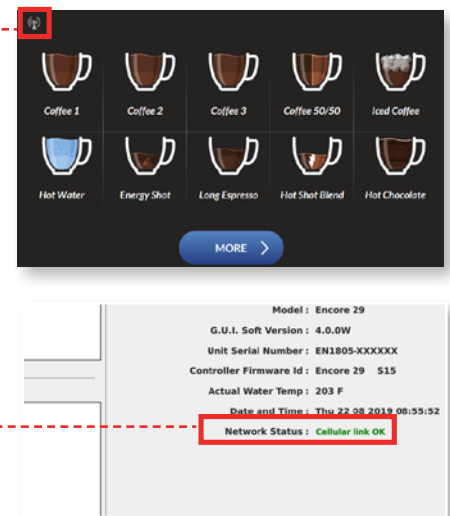 Coffee 1 Coffee 2 Coffee 3 Coffee 50/50 Iced Coffee
Hot Water Energy Shot Long Espresso Hot Shot Blend Hot Chocolate
MORE
Model : Encore 29
G.U.I. Soft Version : 4.0.0W
Unit Serial Number : EN1805-XXXXXX
Controller Firmware Id : Encore 29 S15
Actual Water Temp : 203 F
Date and Time : Thu 22 08 2019 08:55:52
Network Status : Cellular link OK